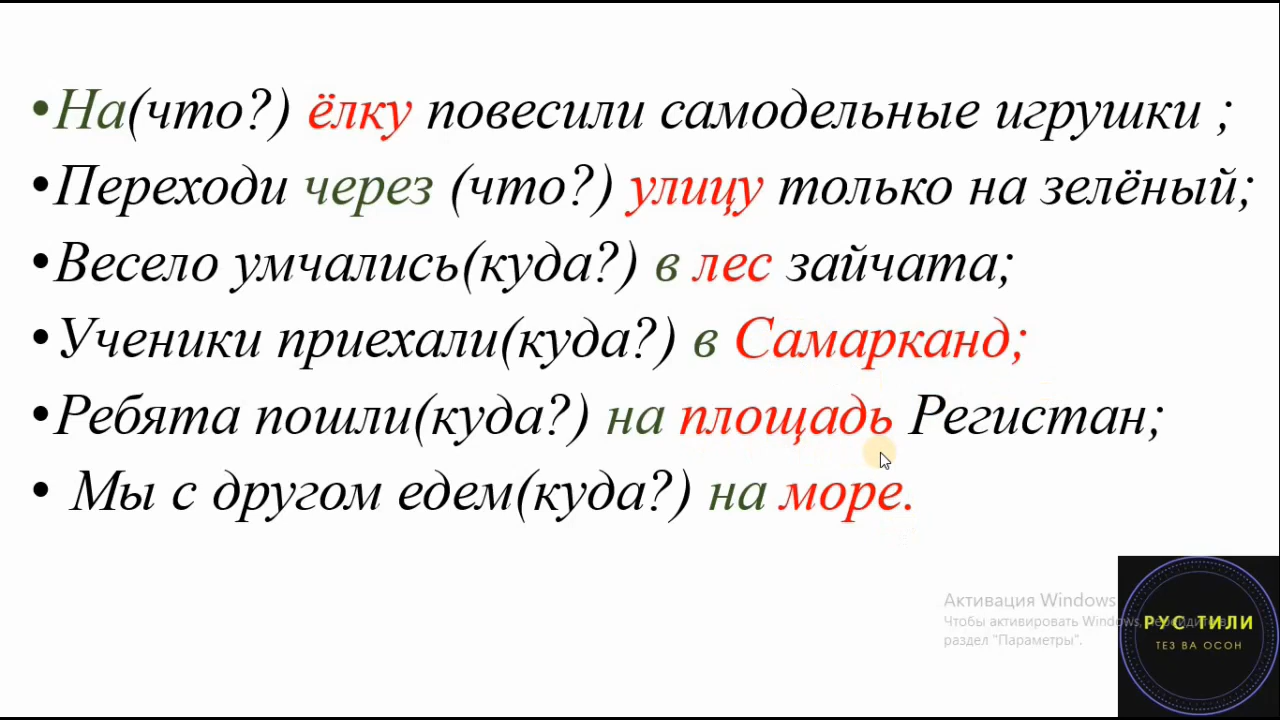 •На(что?) ёлку повесили самодельные игрушки ;
•Переходи через (что?) улицу только на зелёный;
•Весело умчались(куда?) в лес зайчата;
•Ученики приехали(куда?) в Самарканд;
•Ребята пошли(куда?) на площадь Регистан;
• Мы с другом едем(куда?) на море.
Активация Windows
Чтобы активировать Windows, перейдите в
раздел "Параметры".
РУС ТИЛИ
ТЕЗ ВА ОСОН